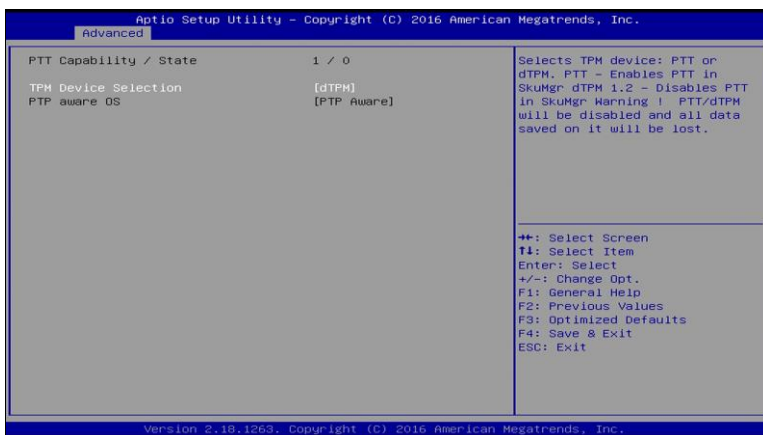 Aptio Setup Utility – Copyright (C) 2016 American Megatrends, Inc.
Advanced
PTT Capability / State 1 / 0
TPM Device Selection [dTPM]
PTP aware OS [PTP Aware]
Selects TPM device: PTT or
dTPM. PTT – Enables PTT in
SkuMgr dTPM 1.2 – Disables PTT
in SkuMgr Warning ! PTT/dTPM
will be disabled and all data
saved on it will be lost.
→←: Select Screen
↑↓: Select Item
Enter: Select
+/-: Change Opt.
F1: General Help
F2: Previous Values
F3: Optimized Defaults
F4: Save & Exit
ESC: Exit
Version 2.18.1263. Copyright (C) 2016 American Megatrends, Inc.